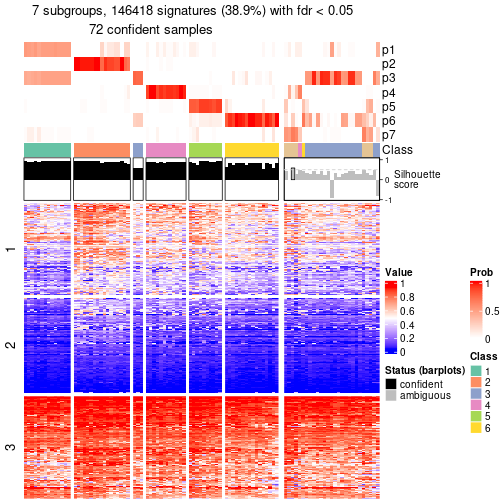 7 subgroups, 146418 signatures (38.9%) with fdr < 0.05
72 confident samples
p1
p2
p3
p4
p5
p6
p7
Class
1
0
-1
Silhouette
score
1
2
3
Value
1
0.8
0.6
0.4
0.2
0
Prob
1
0.5
0
Status (barplots)
confident
ambiguous
Class
1
2
3
4
5
6